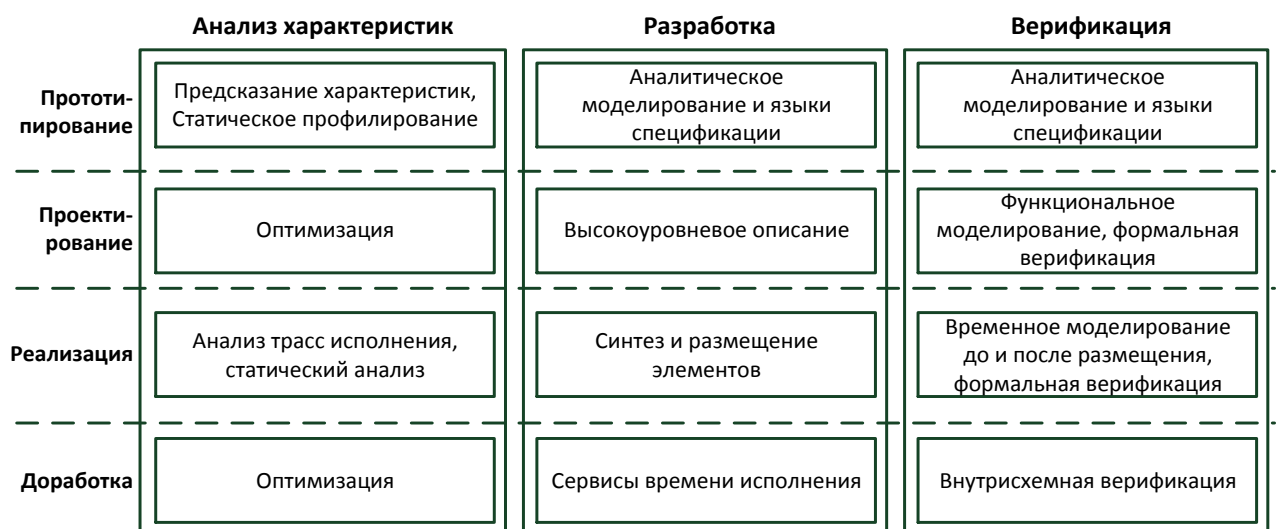 Анализ характеристик
Разработка
Верификация
Прототи-
пирование
Предсказание характеристик,
Статическое профилирование
Аналитическое
моделирование и языки
спецификации
Аналитическое
моделирование и языки
спецификации
Проекти-
рование
Оптимизация
Высокоуровневое описание
Функциональное
моделирование, формальная
верификация
Реализация
Анализ трасс исполнения,
статический анализ
Синтез и размещение
элементов
Временное моделирование
до и после размещения,
формальная верификация
Доработка
Оптимизация
Сервисы времени исполнения
Внутрисхемная верификация